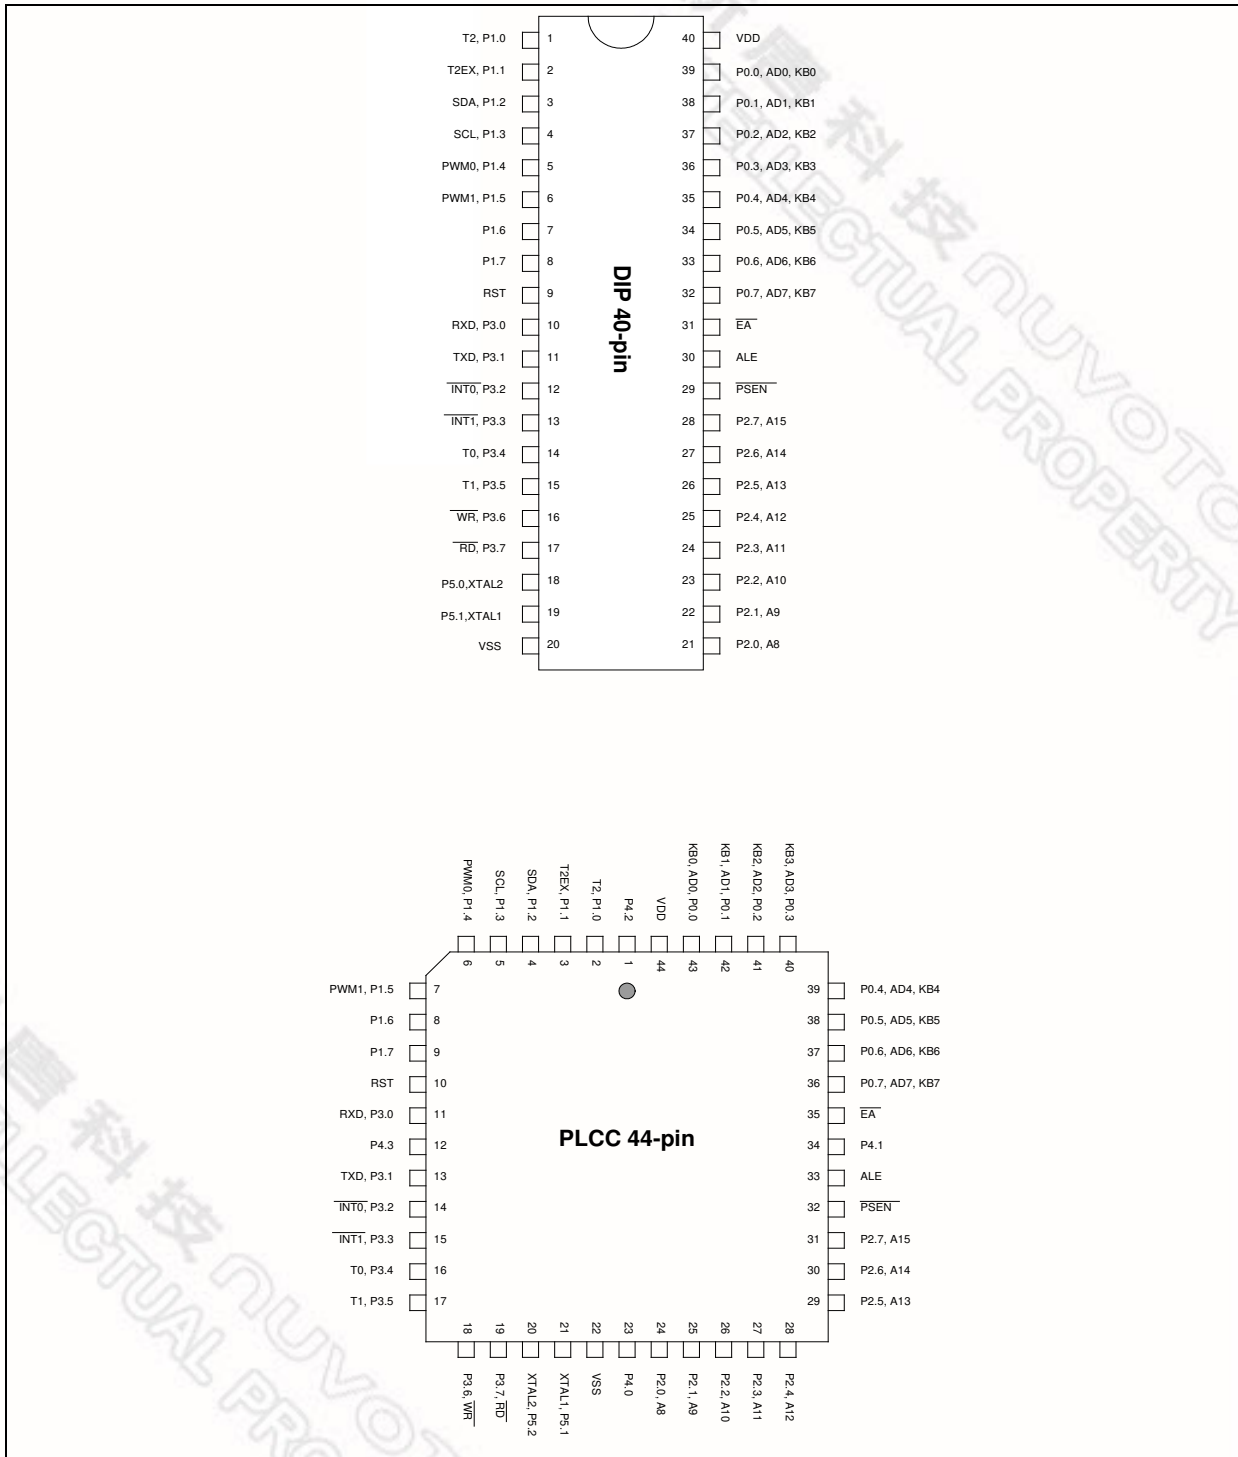 T2, P1.0 1 40 VDD
T2EX, P1.1 2 39 P0.0, AD0, KB0
SDA, P1.2 3 38 P0.1, AD1, KB1
SCL, P1.3 4 37 P0.2, AD2, KB2
PWM0, P1.4 5 36 P0.3, AD3, KB3
PWM1, P1.5 6 35 P0.4, AD4, KB4
P1.6 7 34 P0.5, AD5, KB5
P1.7 8 33 P0.6, AD6, KB6
RST 9 32 P0.7, AD7, KB7
RXD, P3.0 10 31 EA
TXD, P3.1 11 30 ALE
INT0, P3.2 12 29 PSEN
INT1, P3.3 13 28 P2.7, A15
T0, P3.4 14 27 P2.6, A14
T1, P3.5 15 26 P2.5, A13
WR, P3.6 16 25 P2.4, A12
RD, P3.7 17 24 P2.3, A11
P5.0,XTAL2 18 23 P2.2, A10
P5.1,XTAL1 19 22 P2.1, A9
VSS 20 21 P2.0, A8
DIP 40-pin
PWM0, P1.4
SCL, P1.3
SDA, P1.2
T2EX, P1.1
T2, P1.0
P4.2
VDD
KB0, AD0, P0.0
KB1, AD1, P0.1
KB2, AD2, P0.2
KB3, AD3, P0.3
6 5 4 3 2 1 44 43 42 41 40
PWM1, P1.5 7 39 P0.4, AD4, KB4
P1.6 8 38 P0.5, AD5, KB5
P1.7 9 37 P0.6, AD6, KB6
RST 10 36 P0.7, AD7, KB7
RXD, P3.0 11 35 EA
P4.3 12 34 P4.1
PLCC 44-pin
TXD, P3.1 13 33 ALE
INT0, P3.2 14 32 PSEN
INT1, P3.3 15 31 P2.7, A15
T0, P3.4 16 30 P2.6, A14
T1, P3.5 17 29 P2.5, A13
18 19 20 21 22 23 24 25 26 27 28
P3.6, WR
P3.7, RD
XTAL2, P5.2
XTAL1, P5.1
VSS
P4.0
P2.0, A8
P2.1, A9
P2.2, A10
P2.3, A11
P2.4, A12
唐科技 nuvoTo
TELLECTUAL PROPERTY
唐科技 nuvoTo
LLECTUAL PRO